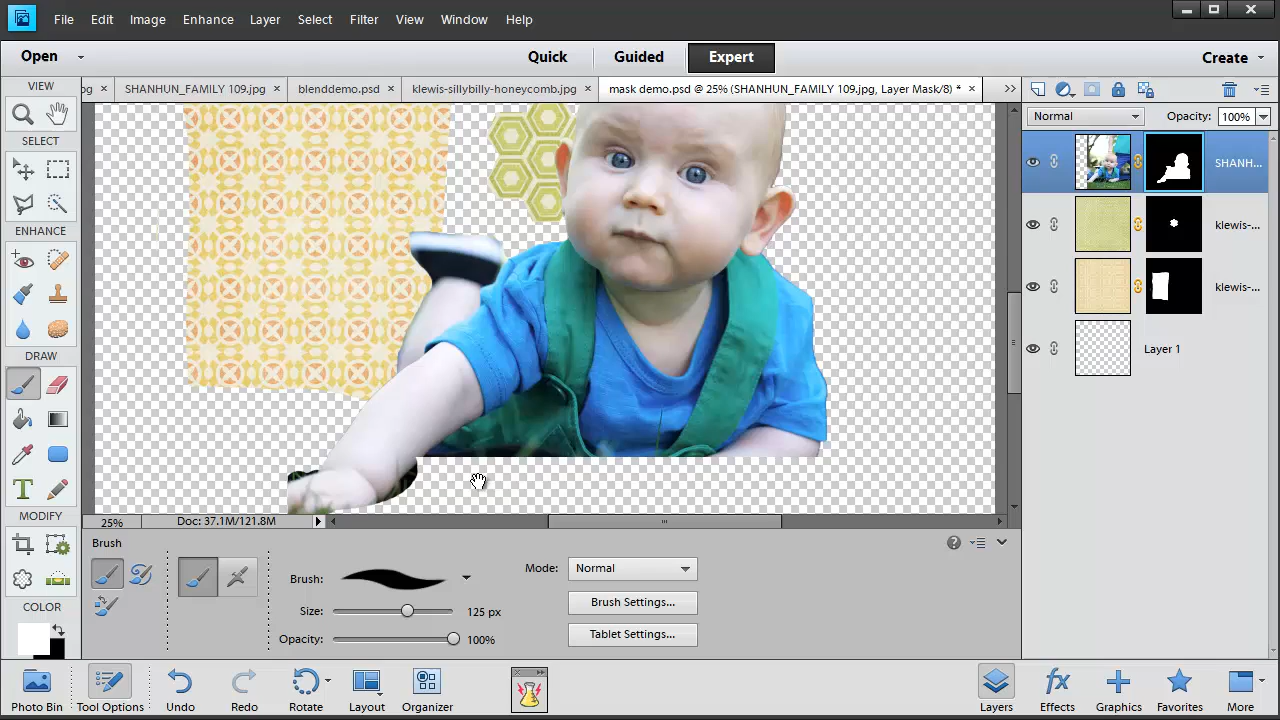 File Edit Image Enhance Layer Select Filter View Window Help
Open Quick Guided Expert Create
VIEW
pg × SHANHUN_FAMILY 109.jpg × blenddemo.psd × klewis-sillybilly-honeycomb.jpg × mask demo.psd @ 25% (SHANHUN_FAMILY 109.jpg, Layer Mask/8) * ×
Normal Opacity: 100%
SELECT
SHANH...
klewis-...
ENHANCE
klewis-...
DRAW
Layer 1
T
MODIFY
25% Doc: 37.1M/121.8M
Brush
Brush: Mode: Normal
COLOR
Size: 125 px Brush Settings...
Opacity: 100% Tablet Settings...
Photo Bin Tool Options Undo Redo Rotate Layout Organizer Layers fx Effects Graphics Favorites More